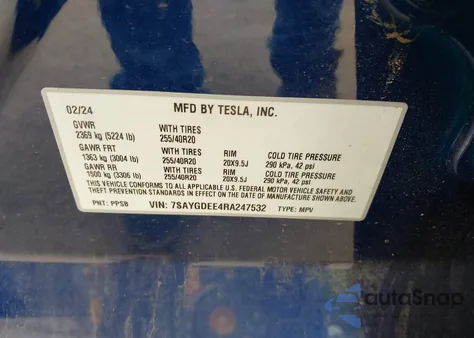 02/24 MFD BY TESLA, INC.
GVWR WITH TIRES
2369 kg (5224 lb) 255/40R20
GAWR FRT WITH TIRES RIM COLD TIRE PRESSURE
1363 kg (3004 lb) 255/40R20 20X9.5J 290 kPa, 42 psi
GAWR RR WITH TIRES RIM COLD TIRE PRESSURE
1500 kg (3306 lb) 255/40R20 20X9.5J 290 kPa, 42 psi
THIS VEHICLE CONFORMS TO ALL APPLICABLE U.S. FEDERAL MOTOR VEHICLE SAFETY AND
THEFT PREVENTION STANDARDS IN EFFECT ON THE DATE OF MANUFACTURE SHOWN ABOVE.
PNT: PPSB VIN: 7SAYGDEE4RA247532 TYPE: MPV
autoSnap